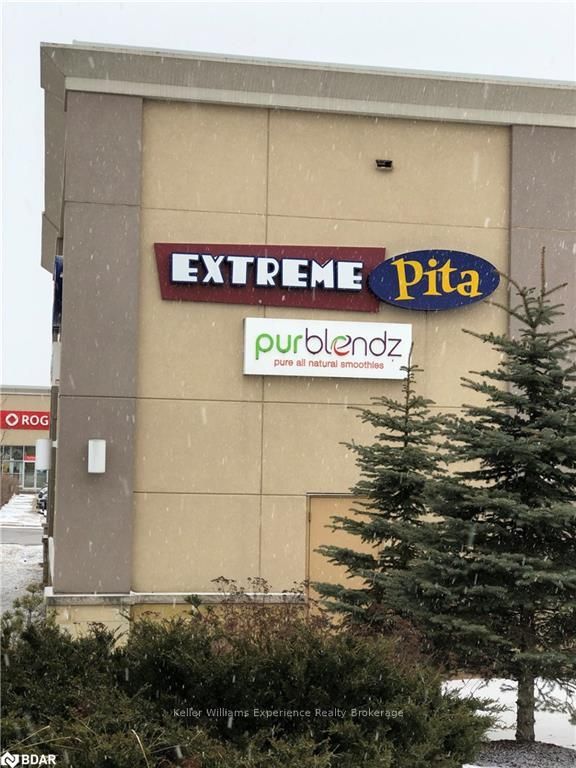 EXTREME Pita
purblendz
pure all natural smoothies
ROG
Keller Williams Experience Realty Brokerage
BDAR